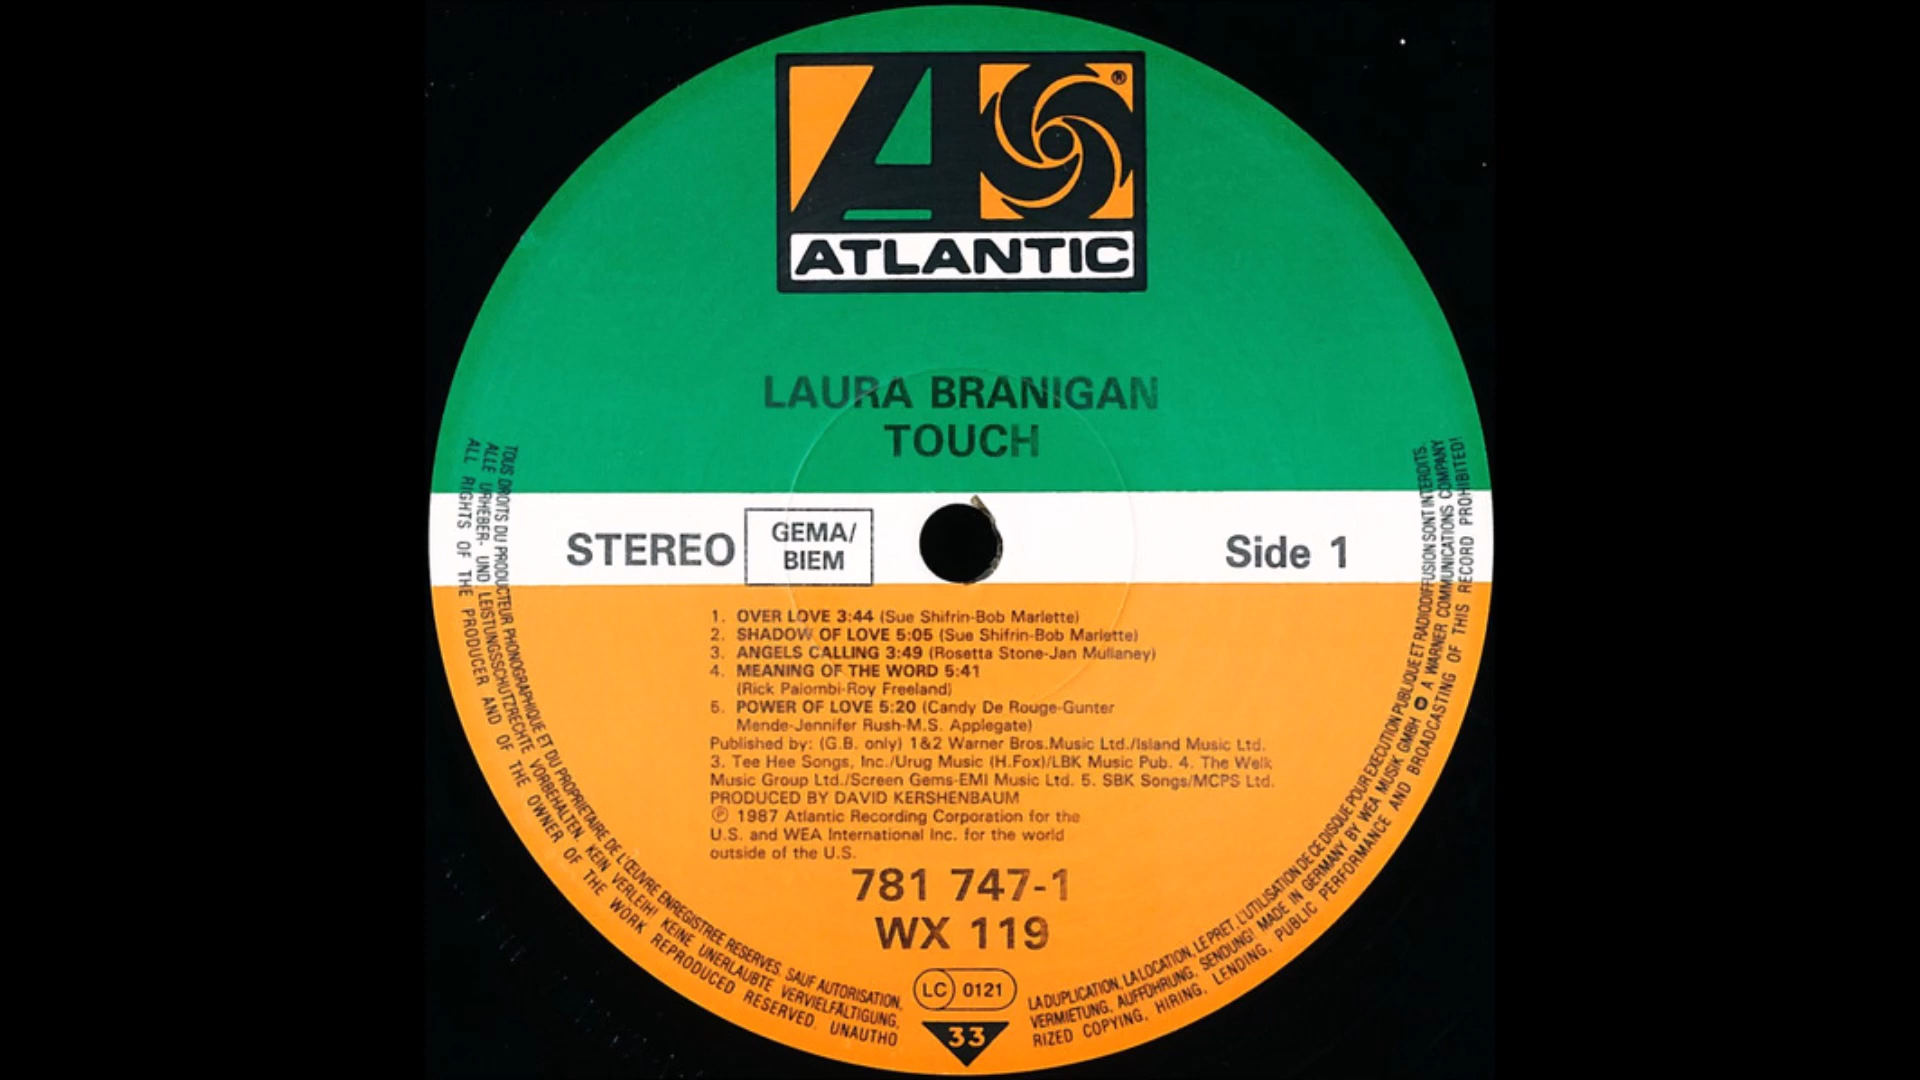 ATLANTIC
®
LAURA BRANIGAN
TOUCH
STEREO
GEMA/
BIEM
Side 1
1. OVER LOVE 3:44 (Sue Shifrin-Bob Marlette)
2. SHADOW OF LOVE 5:05 (Sue Shifrin-Bob Marlette)
3. ANGELS CALLING 3:49 (Rosetta Stone-Jan Mullaney)
4. MEANING OF THE WORD 5:41
(Rick Palombi-Roy Freeland)
5. POWER OF LOVE 5:20 (Candy De Rouge-Gunter
Mende-Jennifer Rush-M.S. Applegate)
Published by: (G.B. only) 1&2 Warner Bros.Music Ltd./Island Music Ltd.
3. Tee Hee Songs, Inc./Urug Music (H.Fox)/LBK Music Pub. 4. The Welk
Music Group Ltd./Screen Gems-EMI Music Ltd. 5. SBK Songs/MCPS Ltd.
PRODUCED BY DAVID KERSHENBAUM
℗ 1987 Atlantic Recording Corporation for the
U.S. and WEA International Inc. for the world
outside of the U.S.
781 747-1
WX 119
LC 0121
33
TOUS DROITS DU PRODUCTEUR PHONOGRAPHIQUE ET DU PROPRIETAIRE DE L'ŒUVRE ENREGISTREE RESERVES. SAUF AUTORISATION,
LA DUPLICATION, LA LOCATION, LE PRET, L'UTILISATION DE CE DISQUE POUR EXECUTION PUBLIQUE ET RADIODIFFUSION SONT INTERDITS.
ALLE URHEBER- UND LEISTUNGSSCHUTZRECHTE VORBEHALTEN. KEIN VERLEIH! KEINE UNERLAUBTE VERVIELFÄLTIGUNG,
VERMIETUNG, AUFFÜHRUNG, SENDUNG! MADE IN GERMANY BY WEA MUSIK GMBH A WARNER COMMUNICATIONS COMPANY
ALL RIGHTS OF THE PRODUCER AND OF THE OWNER OF THE WORK REPRODUCED RESERVED. UNAUTHO
RIZED COPYING, HIRING, LENDING, PUBLIC PERFORMANCE AND BROADCASTING OF THIS RECORD PROHIBITED!